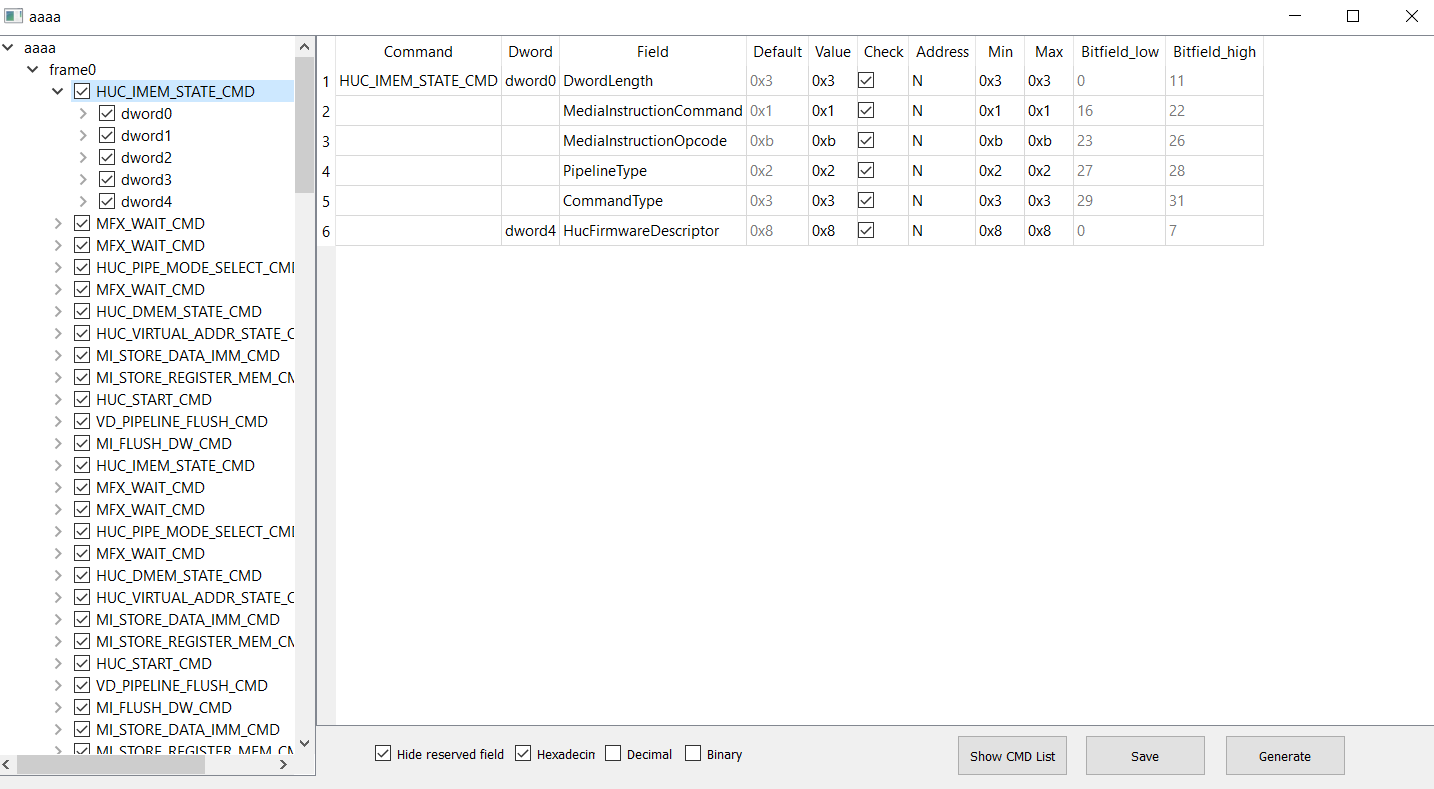 aaaa
aaaa
frame0
HUC_IMEM_STATE_CMD
dword0
dword1
dword2
dword3
dword4
MFX_WAIT_CMD
MFX_WAIT_CMD
HUC_PIPE_MODE_SELECT_CMI
MFX_WAIT_CMD
HUC_DMEM_STATE_CMD
HUC_VIRTUAL_ADDR_STATE_C
MI_STORE_DATA_IMM_CMD
MI_STORE_REGISTER_MEM_CM
HUC_START_CMD
VD_PIPELINE_FLUSH_CMD
MI_FLUSH_DW_CMD
HUC_IMEM_STATE_CMD
MFX_WAIT_CMD
MFX_WAIT_CMD
HUC_PIPE_MODE_SELECT_CMI
MFX_WAIT_CMD
HUC_DMEM_STATE_CMD
HUC_VIRTUAL_ADDR_STATE_C
MI_STORE_DATA_IMM_CMD
MI_STORE_REGISTER_MEM_CM
HUC_START_CMD
VD_PIPELINE_FLUSH_CMD
MI_FLUSH_DW_CMD
MI_STORE_DATA_IMM_CMD
MI_STORE_REGISTER_MEM_CM
Command Dword Field Default Value Check Address Min Max Bitfield_low Bitfield_high
1 HUC_IMEM_STATE_CMD dword0 DwordLength 0x3 0x3 N 0x3 0x3 0 11
2 MediaInstructionCommand 0x1 0x1 N 0x1 0x1 16 22
3 MediaInstructionOpcode 0xb 0xb N 0xb 0xb 23 26
4 PipelineType 0x2 0x2 N 0x2 0x2 27 28
5 CommandType 0x3 0x3 N 0x3 0x3 29 31
6 dword4 HucFirmwareDescriptor 0x8 0x8 N 0x8 0x8 0 7
Hide reserved field Hexadecin Decimal Binary Show CMD List Save Generate